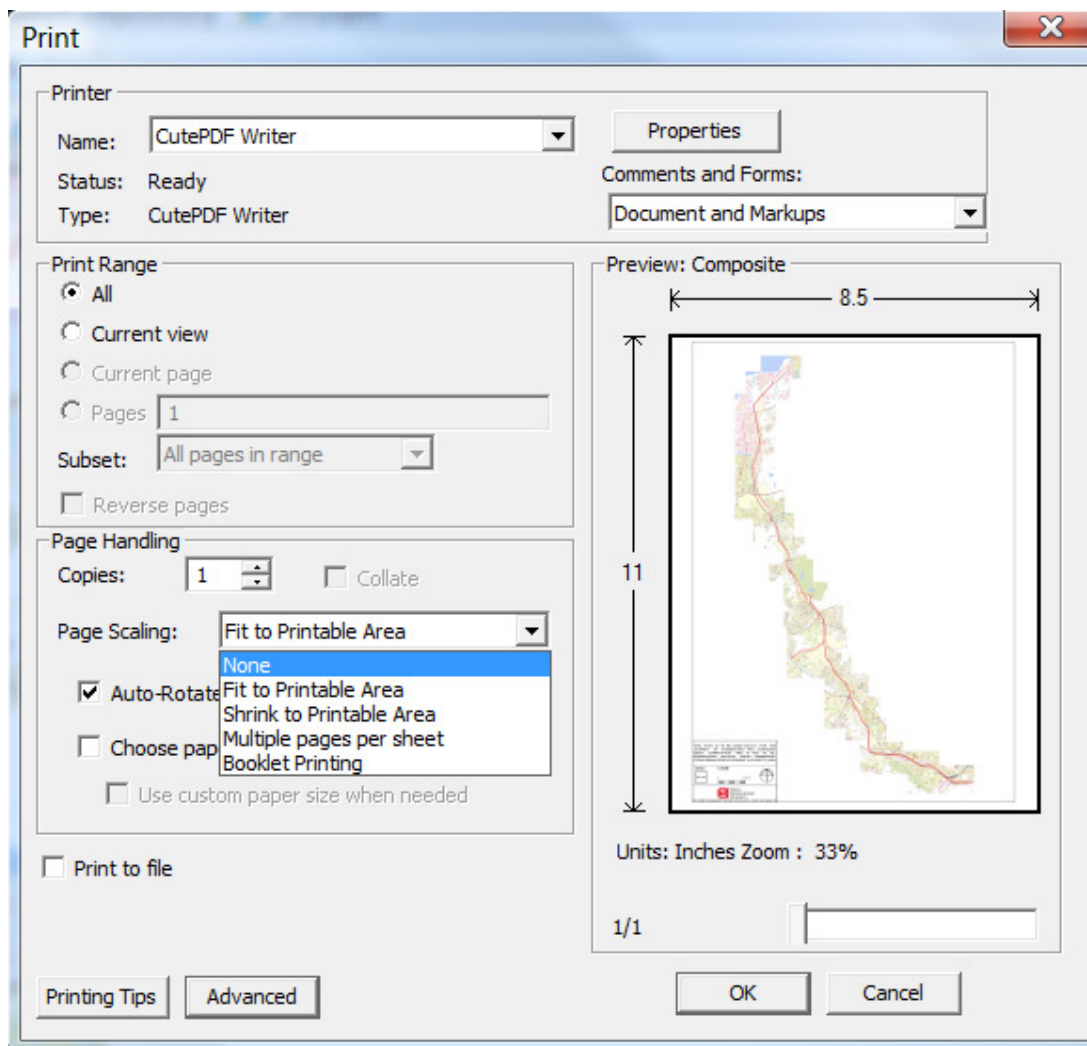 Print
Printer
Name: CutePDF Writer
Properties
Status: Ready
Type: CutePDF Writer
Comments and Forms:
Document and Markups
Print Range
All
Current view
Current page
Pages 1
Subset: All pages in range
Reverse pages
Page Handling
Copies: 1 Collate
Page Scaling: Fit to Printable Area
None
Fit to Printable Area
Shrink to Printable Area
Multiple pages per sheet
Booklet Printing
Auto-Rotate
Choose pap
Use custom paper size when needed
Print to file
Printing Tips Advanced
Preview: Composite
8.5
11
Units: Inches Zoom : 33%
1/1
OK Cancel